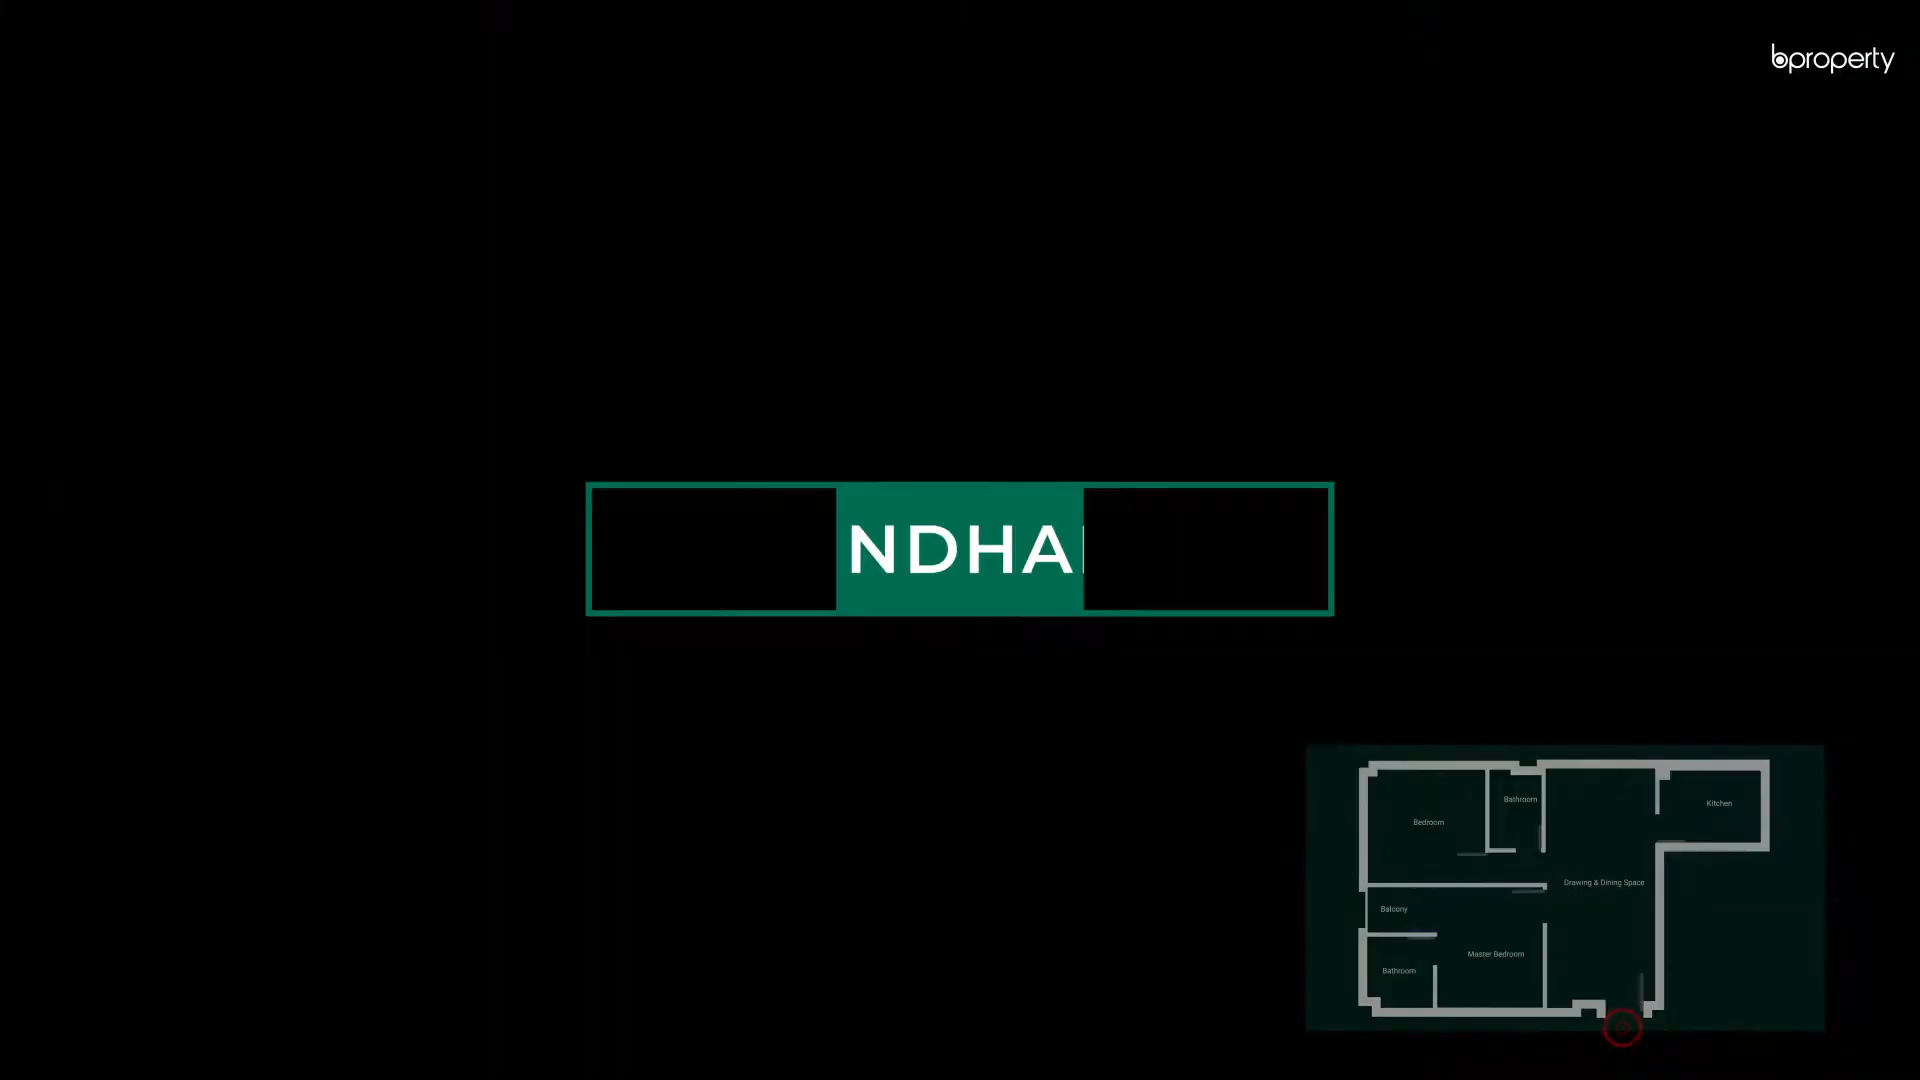 bproperty
NDHA
Bathroom
Kitchen
Bedroom
Drawing & Dining Space
Balcony
Master Bedroom
Bathroom